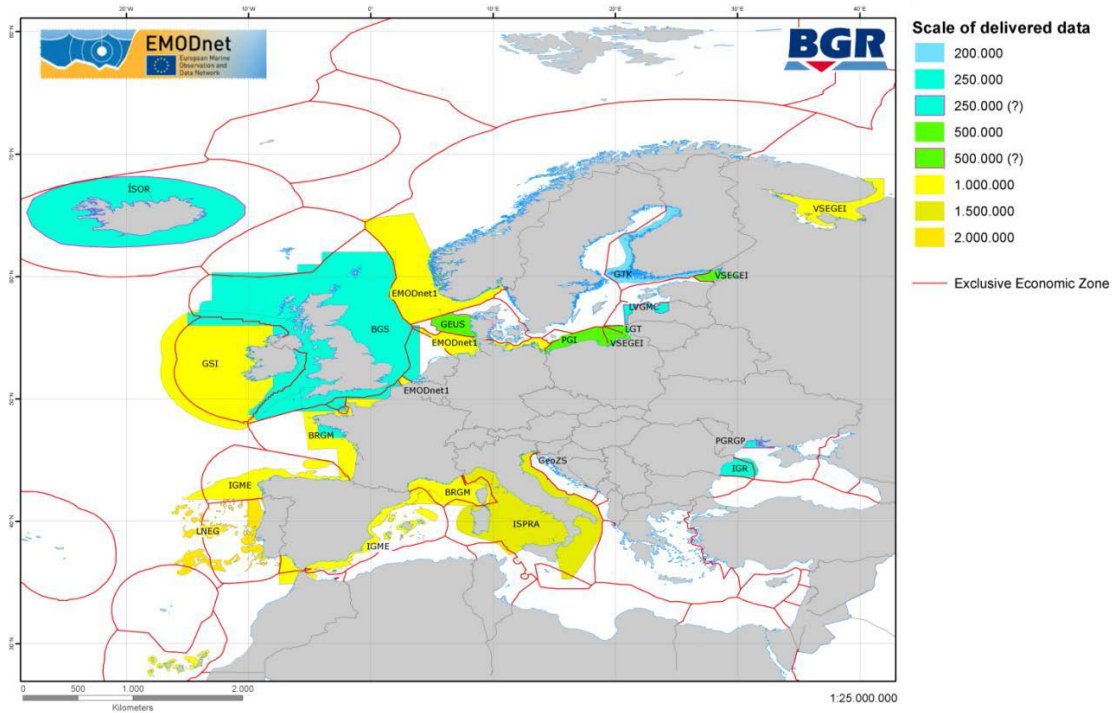 20°W 10°W 0° 10°E 20°E 30°E 40°E
80°N
70°N
60°N
50°N
40°N
EMODnet
European Marine
Observation and
Data Network
BGR
ÍSOR
VSEGEI
GTK
VSEGEI
EMODnet1
LVGMC
GEUS
BGS
LGT
PGI
VSEGEI
EMODnet1
GSI
EMODnet1
BRGM
PGRGP
GeoZS
IGR
IGME
BRGM
ISPRA
LNEG
IGME
0 500 1.000 2.000
Kilometers
1:25.000.000
Scale of delivered data
200.000
250.000
250.000 (?)
500.000
500.000 (?)
1.000.000
1.500.000
2.000.000
Exclusive Economic Zone